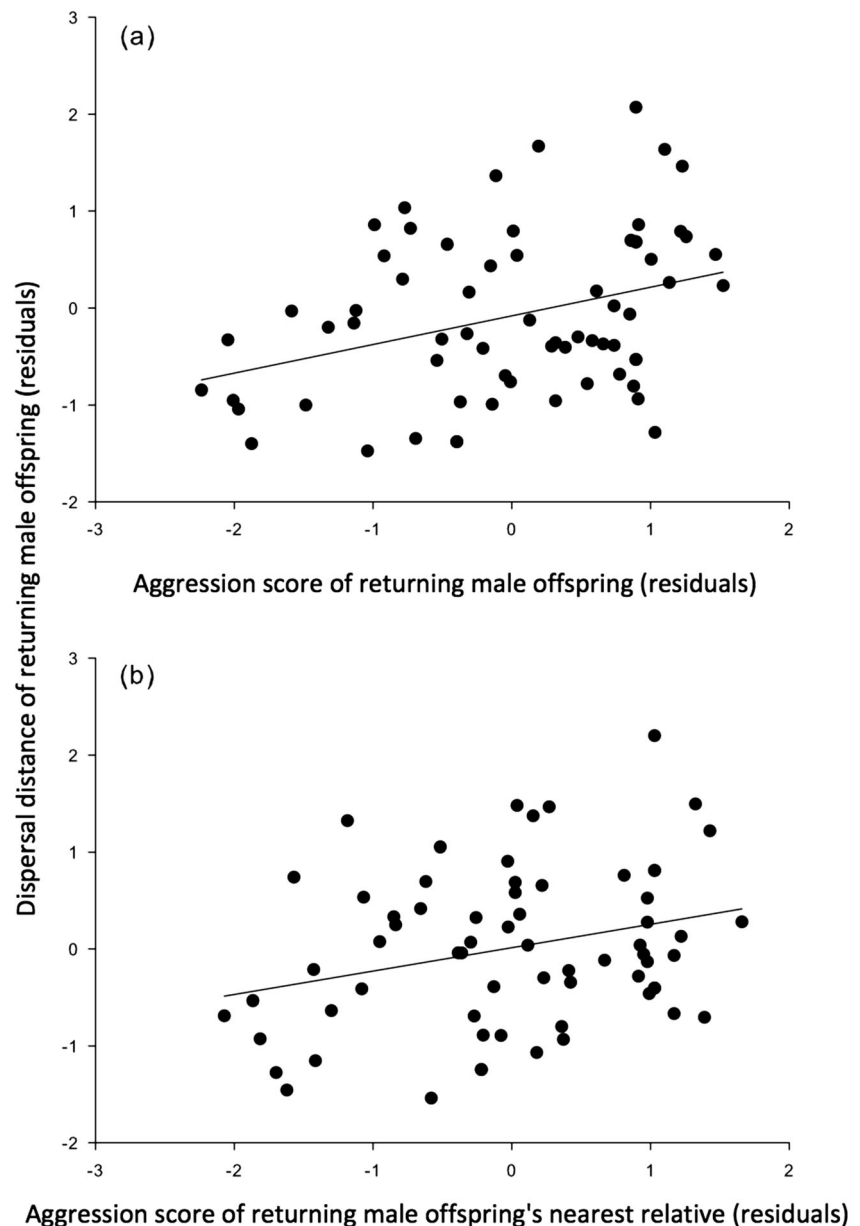 (a)
3
2
1
0
-1
-2
-3 -2 -1 0 1 2
Aggression score of returning male offspring (residuals)
Dispersal distance of returning male offspring (residuals)
(b)
3
2
1
0
-1
-2
-3 -2 -1 0 1 2
Aggression score of returning male offspring's nearest relative (residuals)